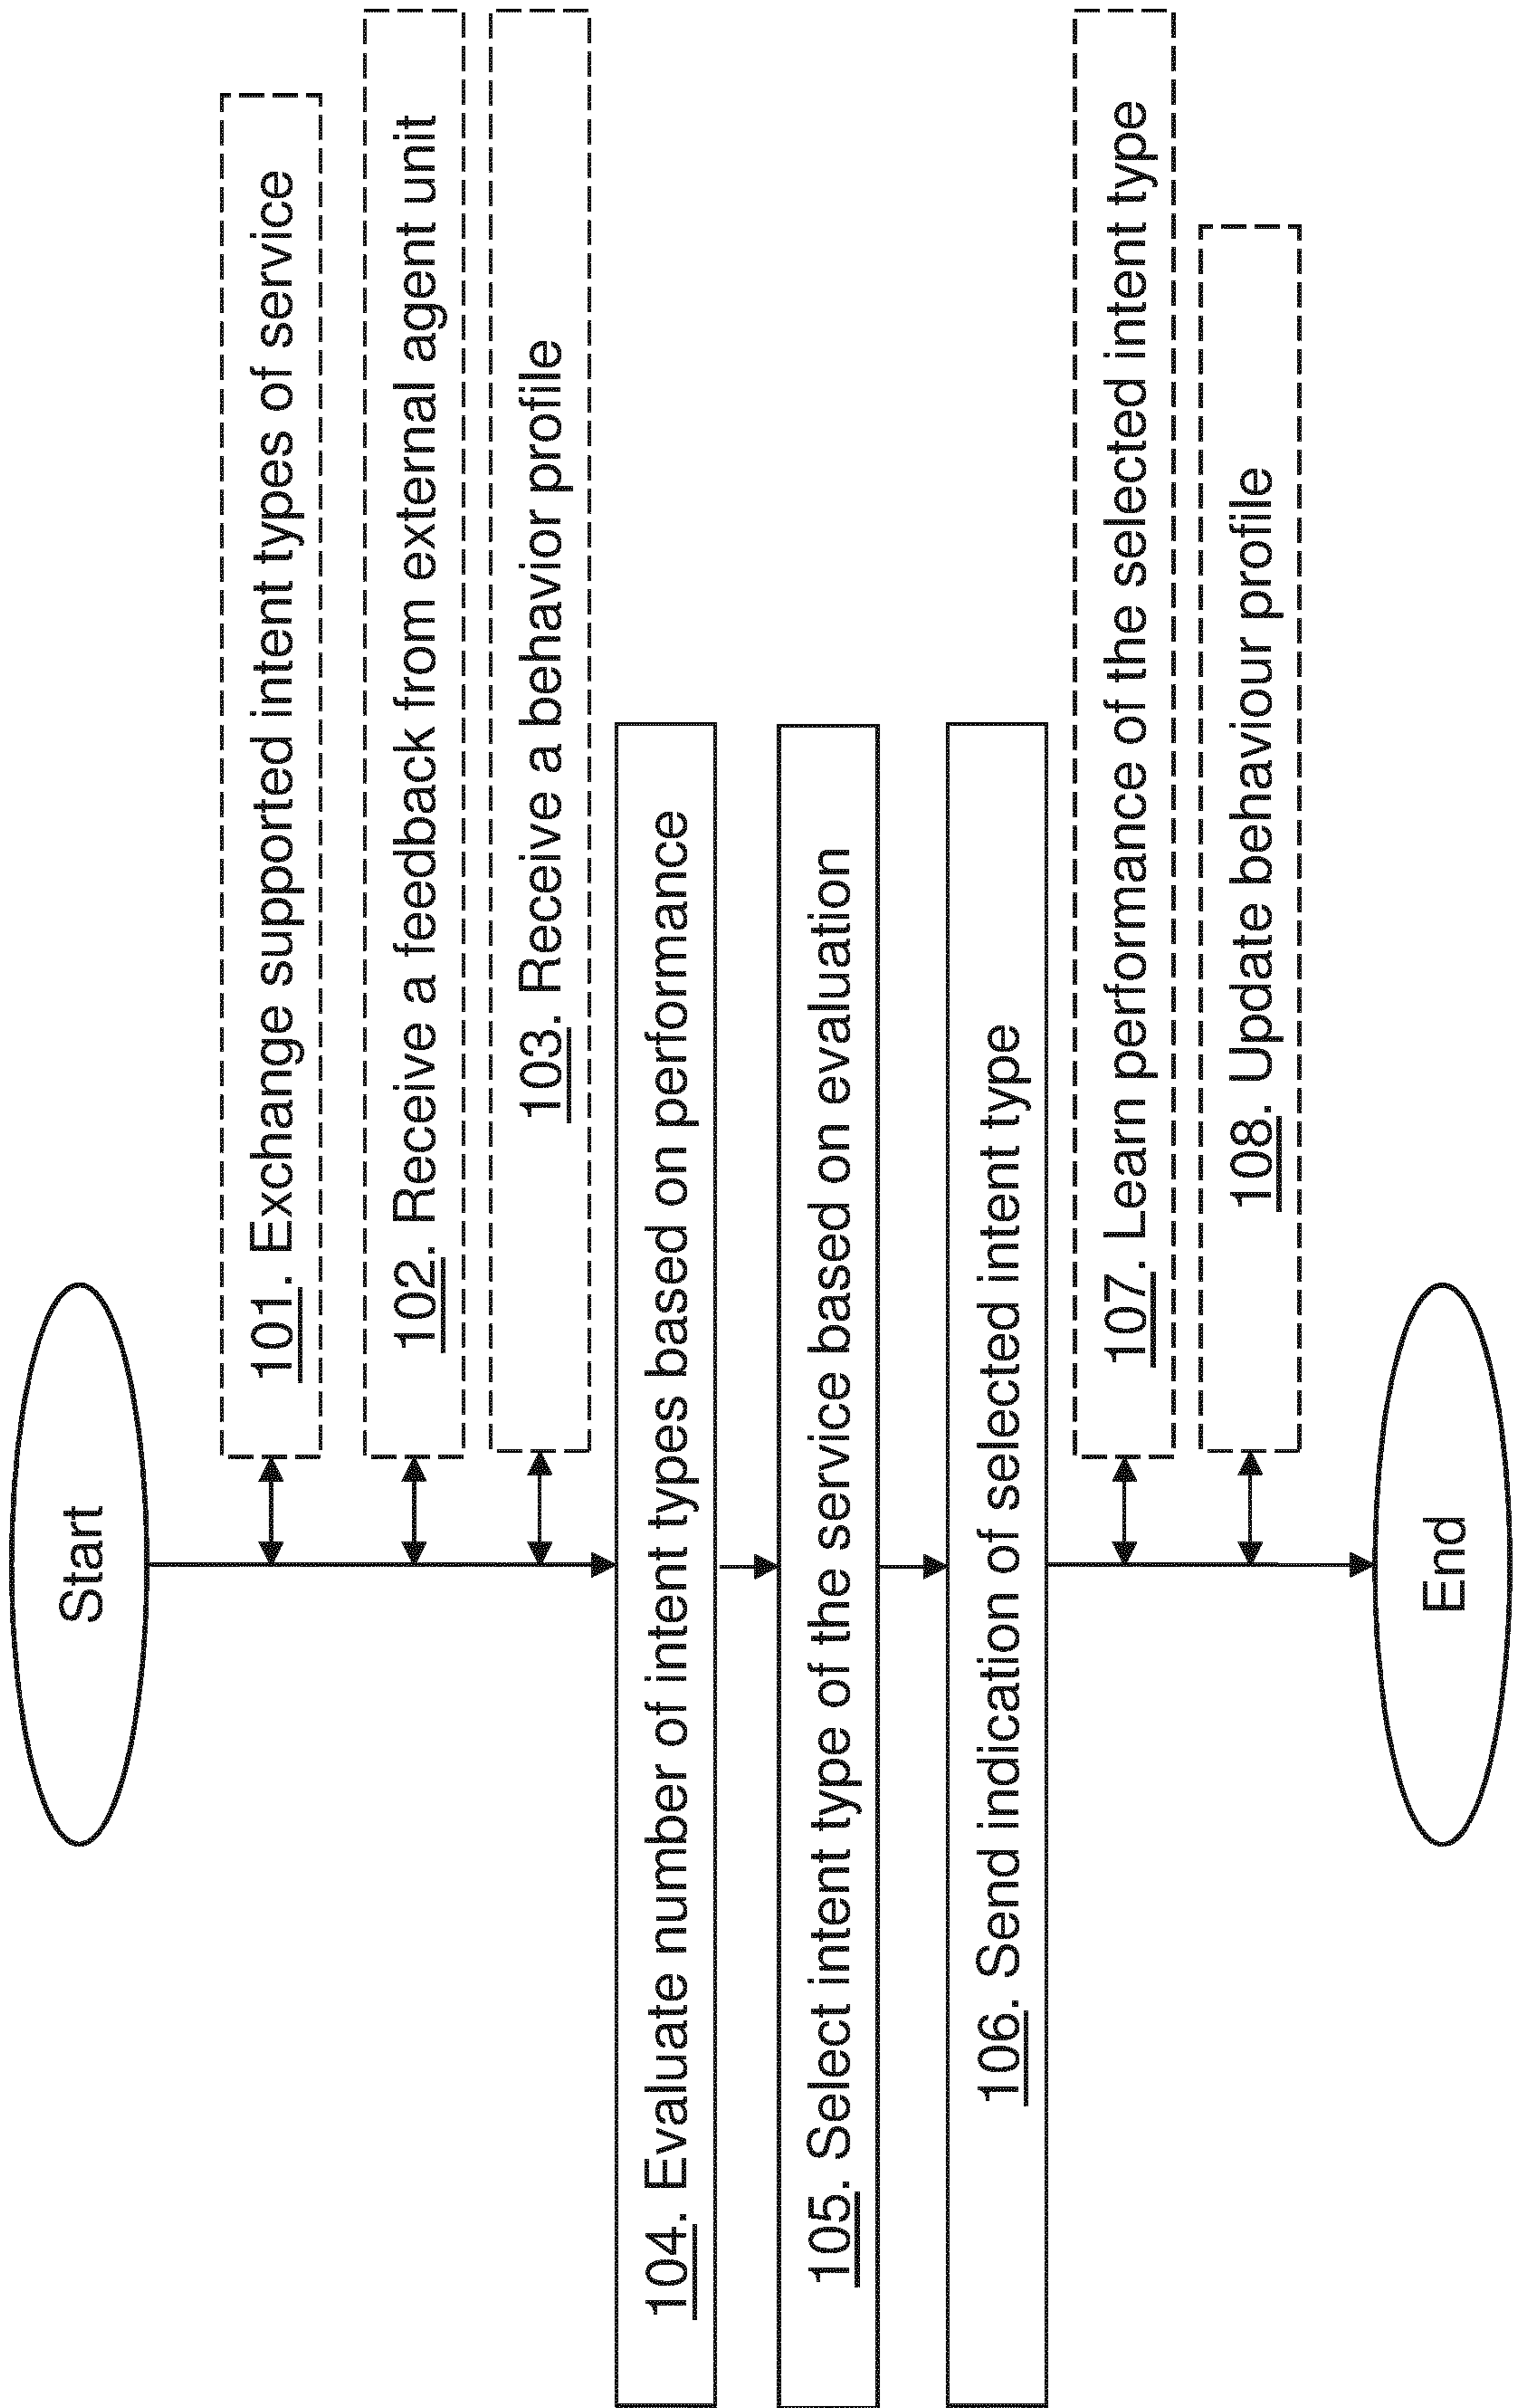 Start
101. Exchange supported intent types of service
102. Receive a feedback from external agent unit
103. Receive a behavior profile
104. Evaluate number of intent types based on performance
105. Select intent type of the service based on evaluation
106. Send indication of selected intent type
107. Learn performance of the selected intent type
108. Update behaviour profile
End